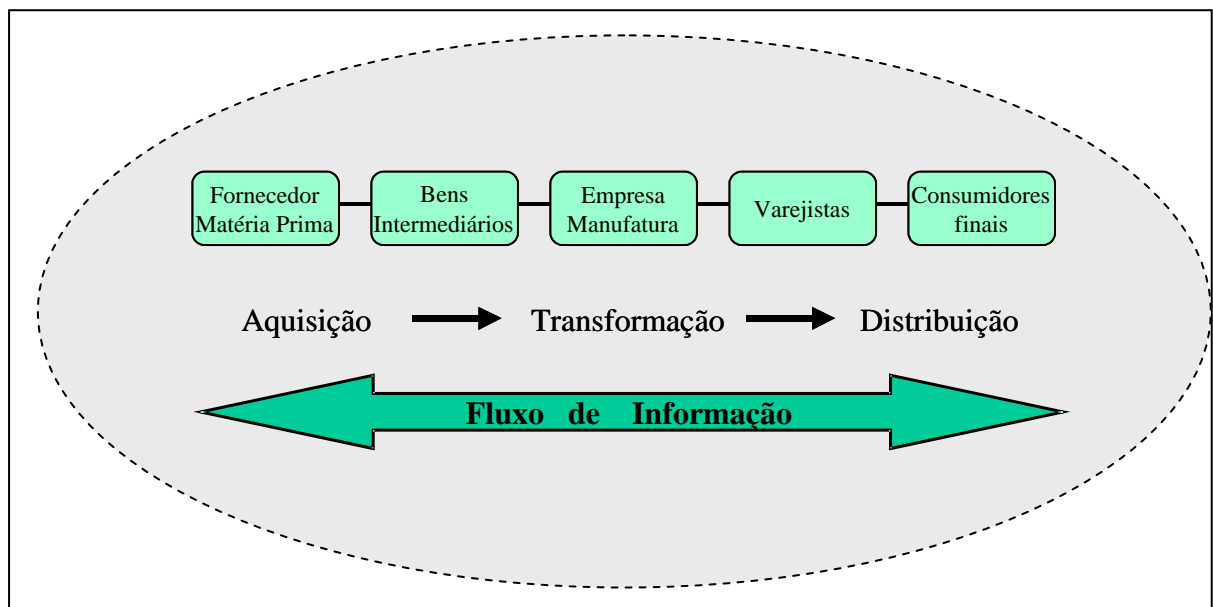 Fornecedor
Matéria Prima
Bens
Intermediários
Empresa
Manufatura
Varejistas
Consumidores
finais
Aquisição
Transformação
Distribuição
Fluxo de Informação